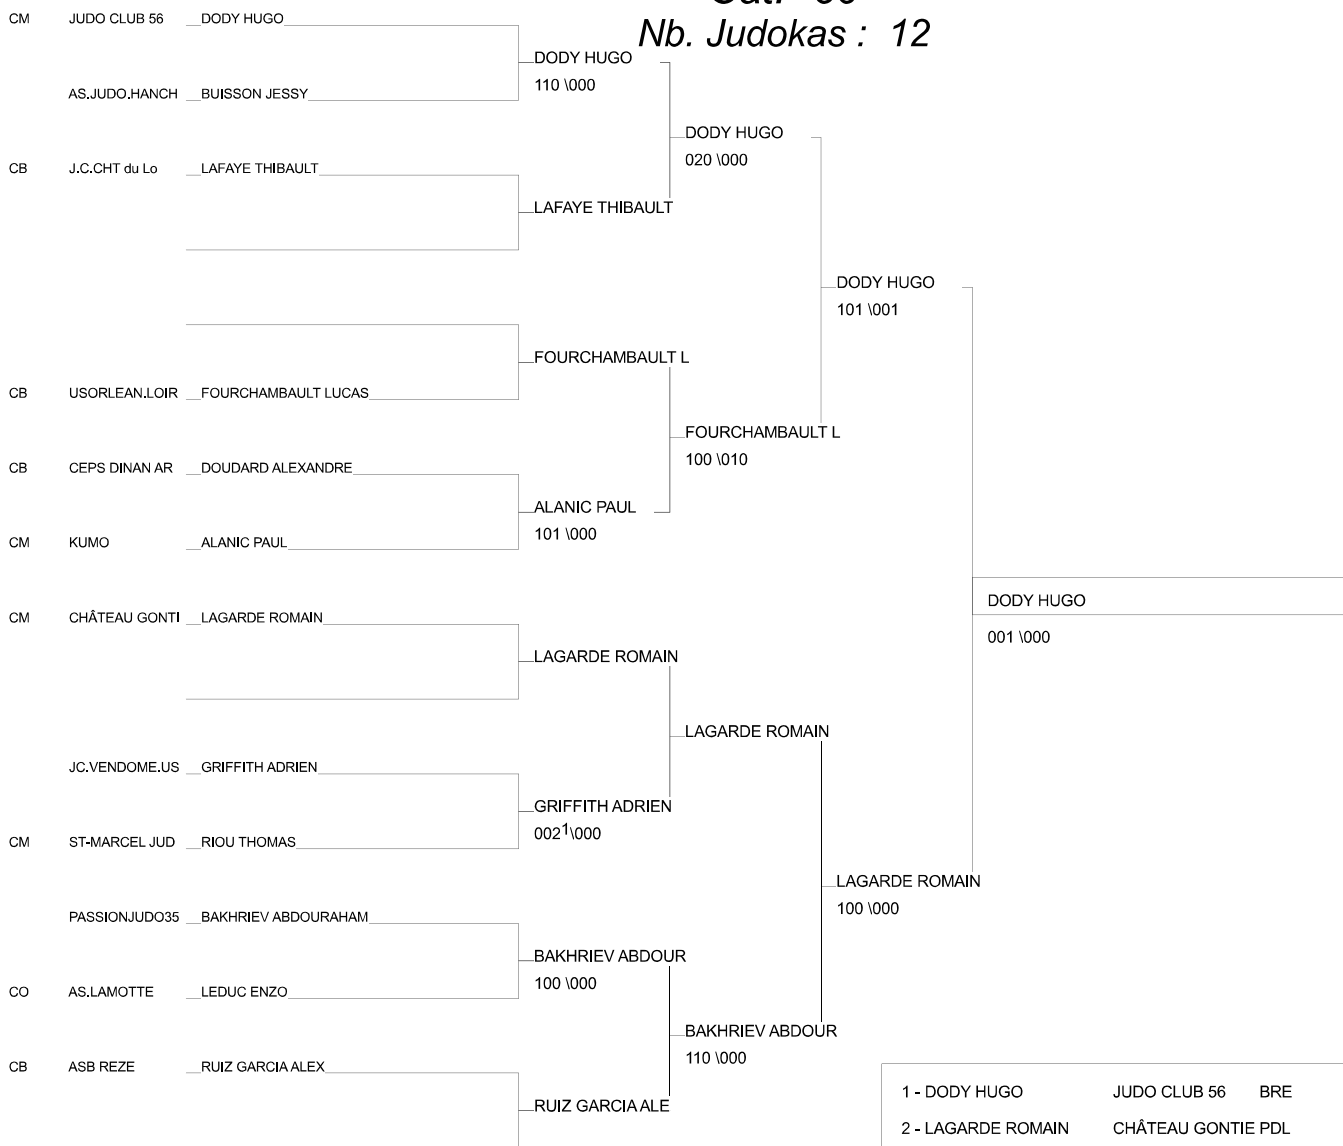 Nb. Judokas : 12
CM JUDO CLUB 56 DODY HUGO
DODY HUGO
110 \000
AS.JUDO.HANCH BUISSON JESSY
DODY HUGO
020 \000
CB J.C.CHT du Lo LAFAYE THIBAULT
LAFAYE THIBAULT
DODY HUGO
101 \001
FOURCHAMBAULT L
CB USORLEAN.LOIR FOURCHAMBAULT LUCAS
FOURCHAMBAULT L
100 \010
CB CEPS DINAN AR DOUDARD ALEXANDRE
ALANIC PAUL
101 \000
CM KUMO ALANIC PAUL
DODY HUGO
001 \000
CM CHÂTEAU GONTI LAGARDE ROMAIN
LAGARDE ROMAIN
LAGARDE ROMAIN
JC.VENDOME.US GRIFFITH ADRIEN
GRIFFITH ADRIEN
002¹\000
CM ST-MARCEL JUD RIOU THOMAS
LAGARDE ROMAIN
100 \000
PASSIONJUDO35 BAKHRIEV ABDOURAHAM
BAKHRIEV ABDOUR
100 \000
CO AS.LAMOTTE LEDUC ENZO
BAKHRIEV ABDOUR
110 \000
CB ASB REZE RUIZ GARCIA ALEX
RUIZ GARCIA ALE
1 - DODY HUGO JUDO CLUB 56 BRE
2 - LAGARDE ROMAIN CHÂTEAU GONTIE PDL